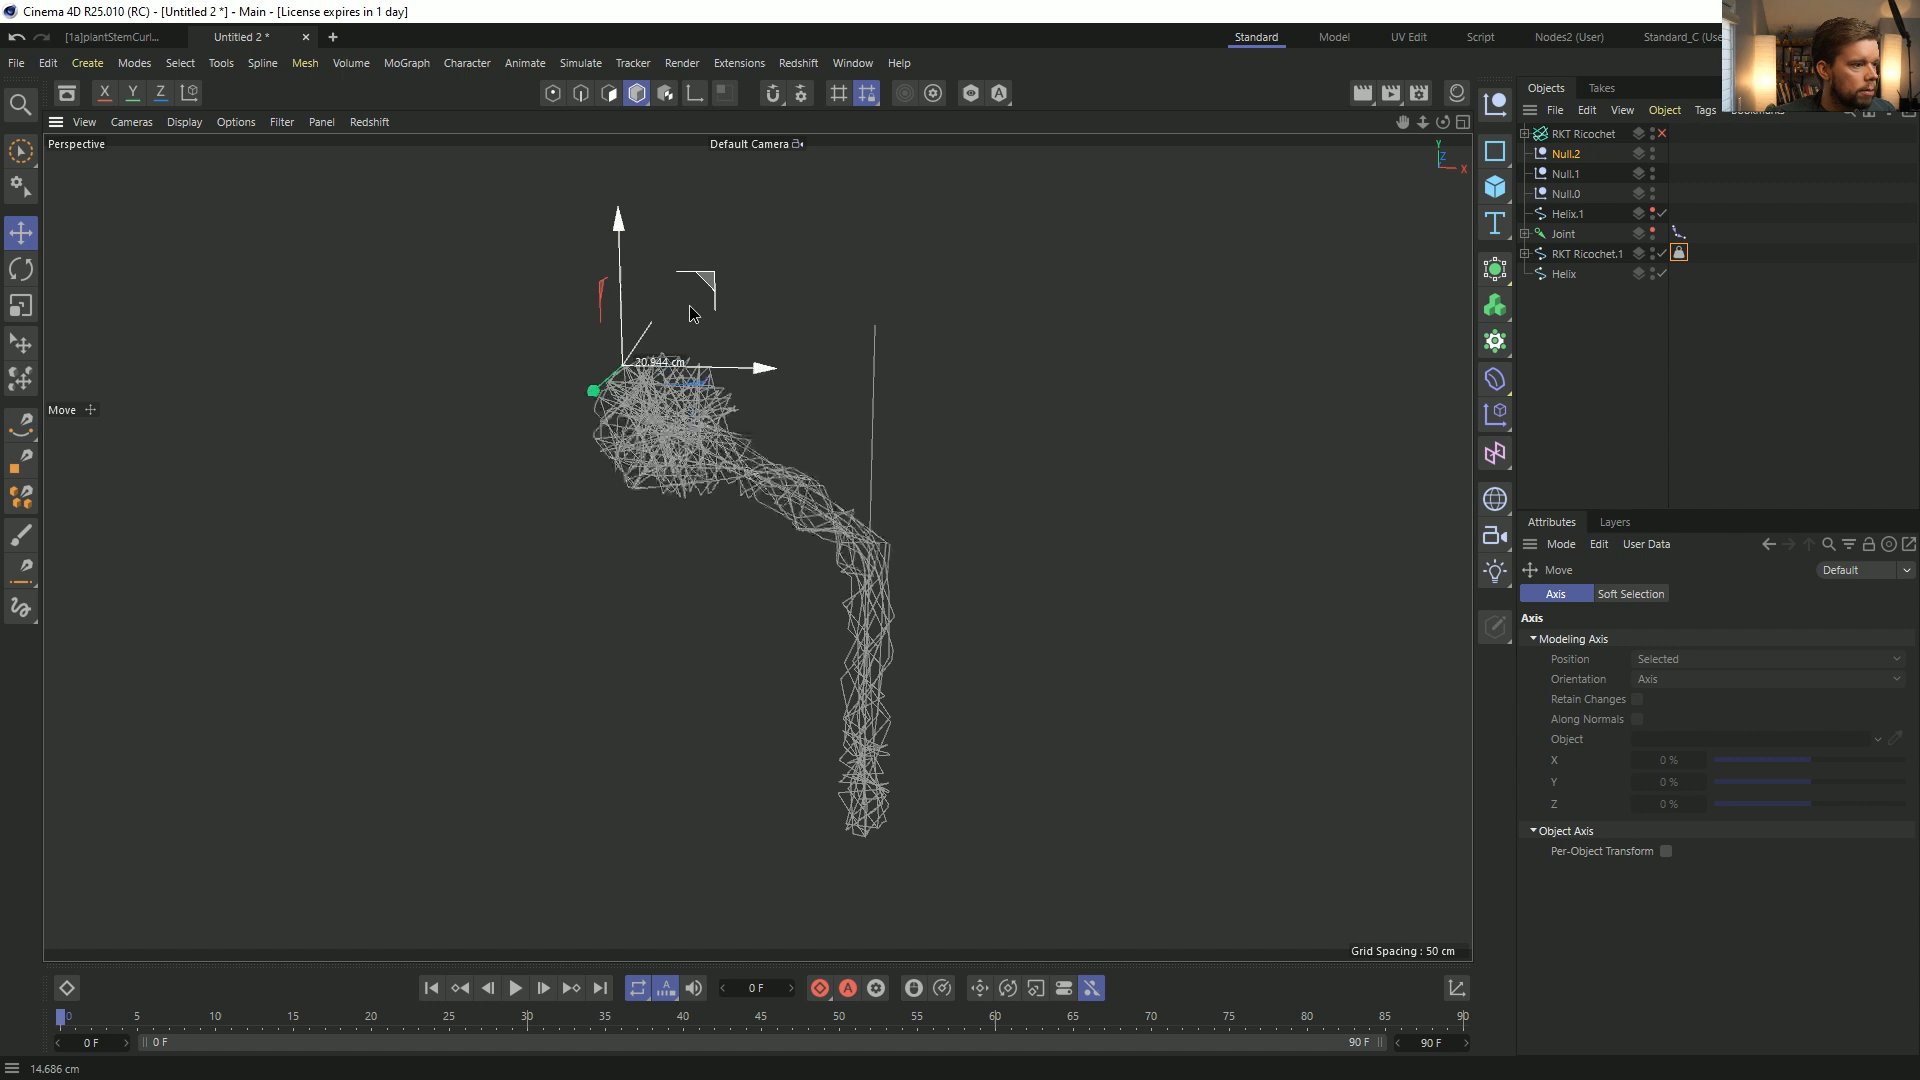 Cinema 4D R25.010 (RC) - [Untitled 2 *] - Main - [License expires in 1 day]
[1a]plantStemCurl...
Untitled 2 *
Standard
Model
UV Edit
Script
Nodes2 (User)
Standard_C (Use
File Edit Create Modes Select Tools Spline Mesh Volume MoGraph Character Animate Simulate Tracker Render Extensions Redshift Window Help
X Y Z
Objects Takes
File Edit View Object Tags
View Cameras Display Options Filter Panel Redshift
Perspective
Default Camera
Y
Z
X
RKT Ricochet
Null.2
Null.1
Null.0
Helix.1
Joint
RKT Ricochet.1
Helix
20.944 cm
Move
Attributes Layers
Mode Edit User Data
Move
Default
Axis
Soft Selection
Axis
Modeling Axis
Position Selected
Orientation Axis
Retain Changes
Along Normals
Object
X 0 %
Y 0 %
Z 0 %
Object Axis
Per-Object Transform
Grid Spacing : 50 cm
0 F
0 5 10 15 20 25 30 35 40 45 50 55 60 65 70 75 80 85 90
0 F 0 F 90 F 90 F
14.686 cm